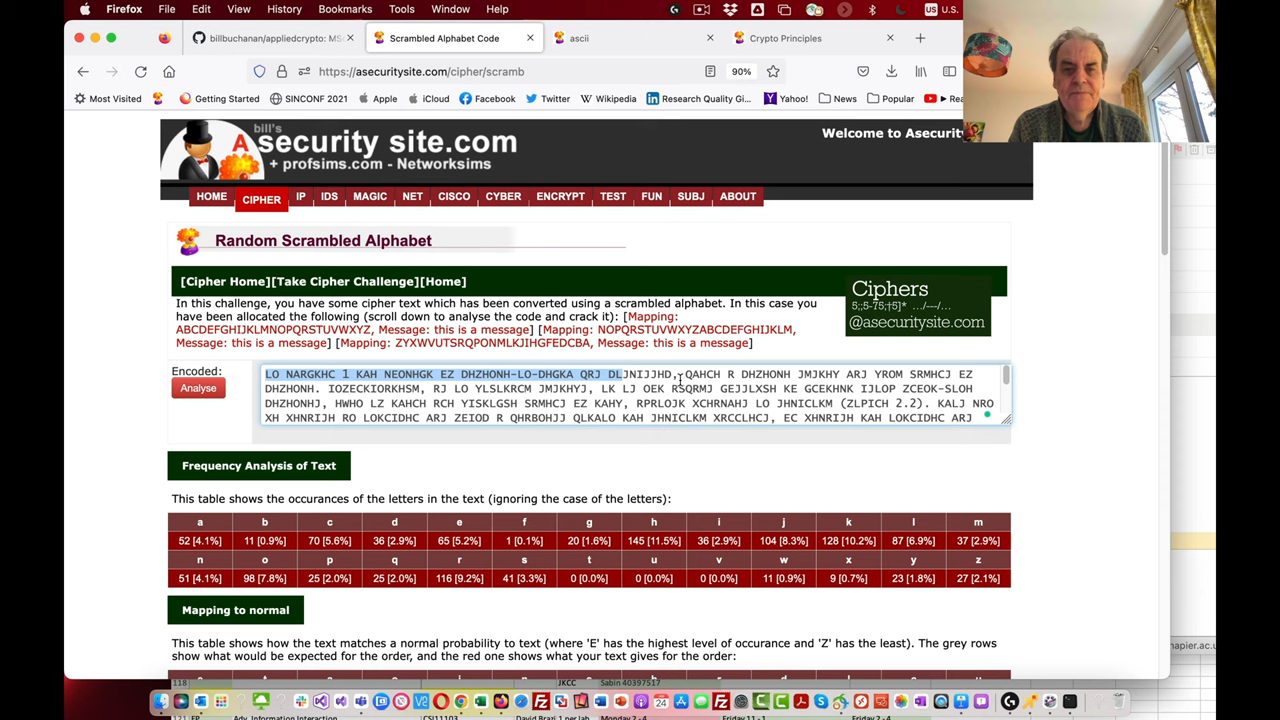 Firefox File Edit View History Bookmarks Tools Window Help U.S.
billbuchanan/appliedcrypto: MS Scrambled Alphabet Code ascii Crypto Principles
https://asecuritysite.com/cipher/scramb 90%
Most Visited Getting Started SINCONF 2021 Apple iCloud Facebook Twitter Wikipedia Research Quality Gi... Yahoo! News Popular Re
bill's
Asecurity site.com
+ profsims.com - Networksims
Welcome to Asecurity
HOME CIPHER IP IDS MAGIC NET CISCO CYBER ENCRYPT TEST FUN SUBJ ABOUT
Random Scrambled Alphabet
[Cipher Home][Take Cipher Challenge][Home]
In this challenge, you have some cipher text which has been converted using a scrambled alphabet. In this case you
have been allocated the following (scroll down to analyse the code and crack it): [Mapping:
ABCDEFGHIJKLMNOPQRSTUVWXYZ, Message: this is a message] [Mapping: NOPQRSTUVWXYZABCDEFGHIJKLM,
Message: this is a message] [Mapping: ZYXWVUTSRQPONMLKJIHGFEDCBA, Message: this is a message]
Ciphers
5;;5-75;†5]* .../---/...
@asecuritysite.com
Encoded:
Analyse
LO NARGKHC 1 KAH NEONHGK EZ DHZHONH-LO-DHGKA QRJ DLJNIJJHD, QAHCH R DHZHONH JMJKHY ARJ YROM SRMHCJ EZ
DHZHONH. IOZECKIORKHSM, RJ LO YLSLKRCM JMJKHYJ, LK LJ OEK RSQRMJ GEJJLXSH KE GCEKHNK IJLOP ZCEOK-SLOH
DHZHONHJ, HWHO LZ KAHCH RCH YISKLGSH SRMHCJ EZ KAHY, RPRLOJK XCHRNAHJ LO JHNICLKM (ZLPICH 2.2). KALJ NRO
XH XHNRIJH RO LOKCIDHC ARJ ZEIOD R QHRBOHJJ QLKALO KAH JHNICLKM XRCCLHCJ, EC XHNRIJH KAH LOKCIDHC ARJ
Frequency Analysis of Text
This table shows the occurances of the letters in the text (ignoring the case of the letters):
a b c d e f g h i j k l m
52 [4.1%] 11 [0.9%] 70 [5.6%] 36 [2.9%] 65 [5.2%] 1 [0.1%] 20 [1.6%] 145 [11.5%] 36 [2.9%] 104 [8.3%] 128 [10.2%] 87 [6.9%] 37 [2.9%]
n o p q r s t u v w x y z
51 [4.1%] 98 [7.8%] 25 [2.0%] 25 [2.0%] 116 [9.2%] 41 [3.3%] 0 [0.0%] 0 [0.0%] 0 [0.0%] 11 [0.9%] 9 [0.7%] 23 [1.8%] 27 [2.1%]
Mapping to normal
This table shows how the text matches a normal probability to text (where 'E' has the highest level of occurance and 'Z' has the least). The grey rows
show what would be expected for the order, and the red one shows what your text gives for the order:
napier.ac.u
118 JKCC Sabin 40397517